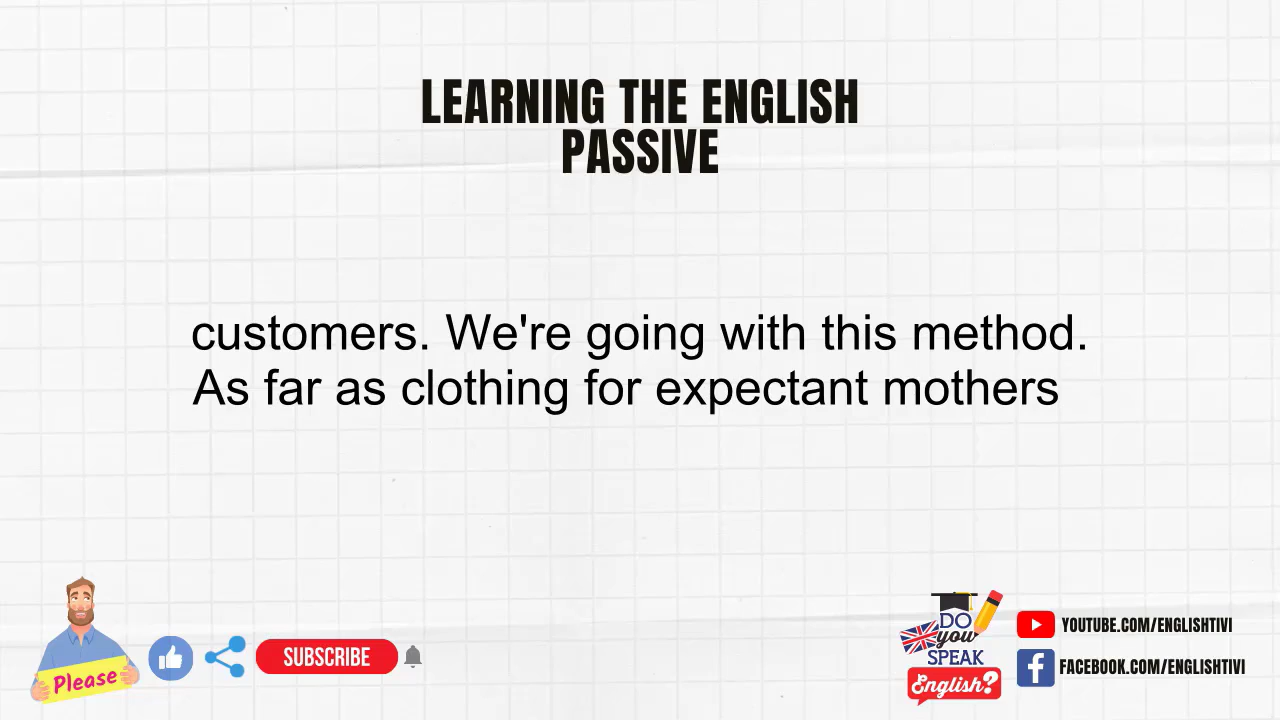 LEARNING THE ENGLISH
PASSIVE
customers. We're going with this method.
As far as clothing for expectant mothers
Please
SUBSCRIBE
DO
you
SPEAK
English?
YOUTUBE.COM/ENGLISHTIVI
FACEBOOK.COM/ENGLISHTIVI